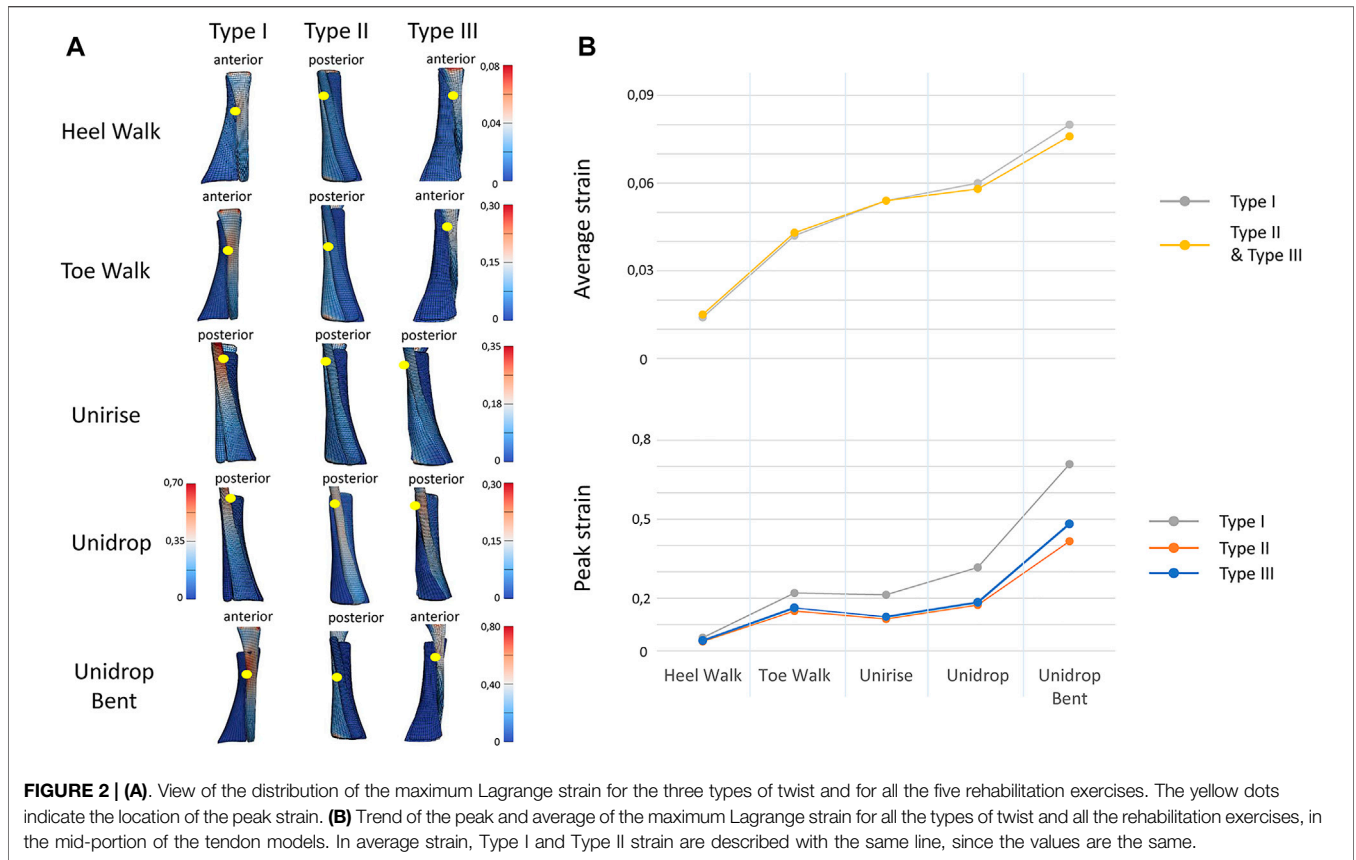 A
Type I
Type II
Type III
Heel Walk
anterior
posterior
anterior
0,08
0,04
0
Toe Walk
anterior
posterior
anterior
0,30
0,15
0
Unirise
posterior
posterior
posterior
0,35
0,18
0
Unidrop
0,70
0,35
0
posterior
posterior
posterior
0,30
0,15
0
Unidrop
Bent
anterior
posterior
anterior
0,80
0,40
0
B
Average strain
0,09
0,06
0,03
0
Type I
Type II
& Type III
Peak strain
0,8
0,5
0,2
0
Type I
Type II
Type III
Heel Walk
Toe Walk
Unirise
Unidrop
Unidrop
Bent
FIGURE 2 | (A). View of the distribution of the maximum Lagrange strain for the three types of twist and for all the five rehabilitation exercises. The yellow dots
indicate the location of the peak strain. (B) Trend of the peak and average of the maximum Lagrange strain for all the types of twist and all the rehabilitation exercises, in
the mid-portion of the tendon models. In average strain, Type I and Type II strain are described with the same line, since the values are the same.